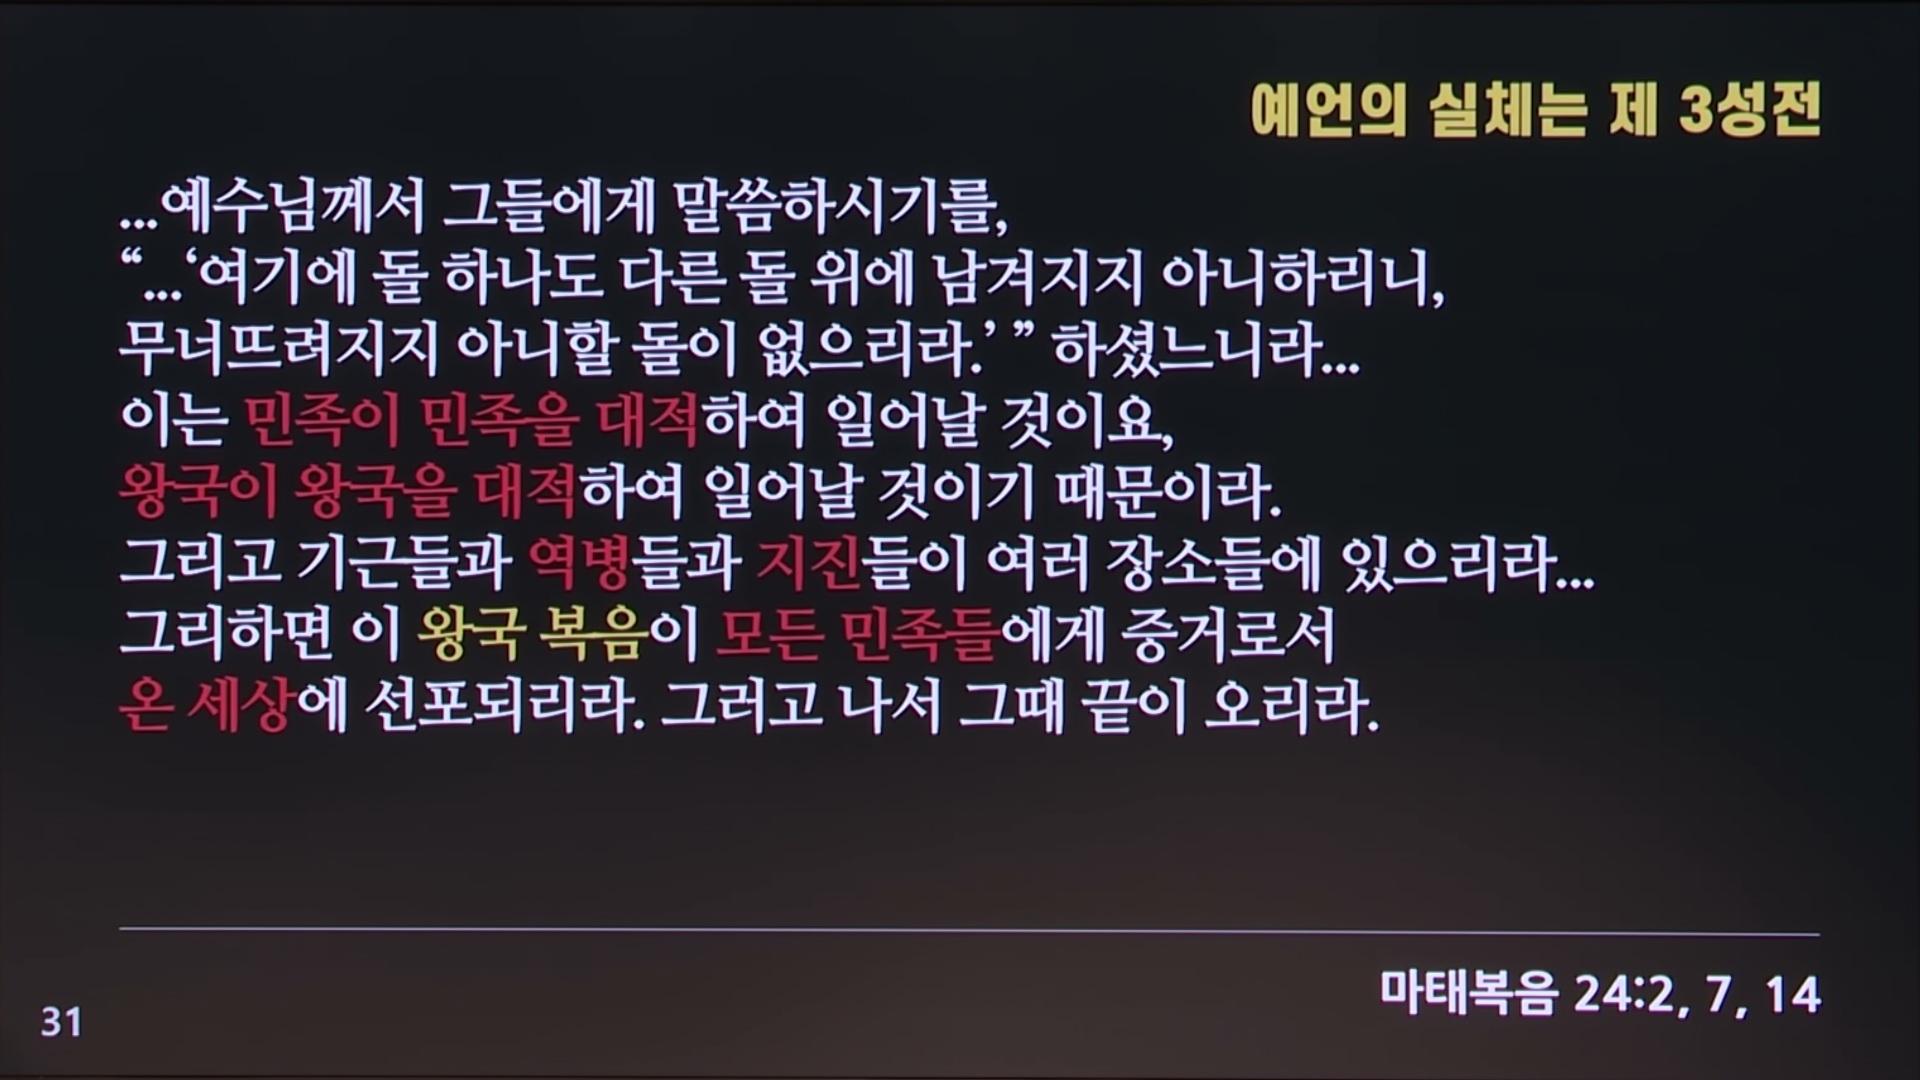 예언의 실체는 제 3성전
...예수님께서 그들에게 말씀하시기를,
“...‘여기에 돌 하나도 다른 돌 위에 남겨지지 아니하리니,
무너뜨려지지 아니할 돌이 없으리라.’ ” 하셨느니라...
이는 민족이 민족을 대적하여 일어날 것이요,
왕국이 왕국을 대적하여 일어날 것이기 때문이라.
그리고 기근들과 역병들과 지진들이 여러 장소들에 있으리라...
그리하면 이 왕국 복음이 모든 민족들에게 증거로서
온 세상에 선포되리라. 그러고 나서 그때 끝이 오리라.
마태복음 24:2, 7, 14
31